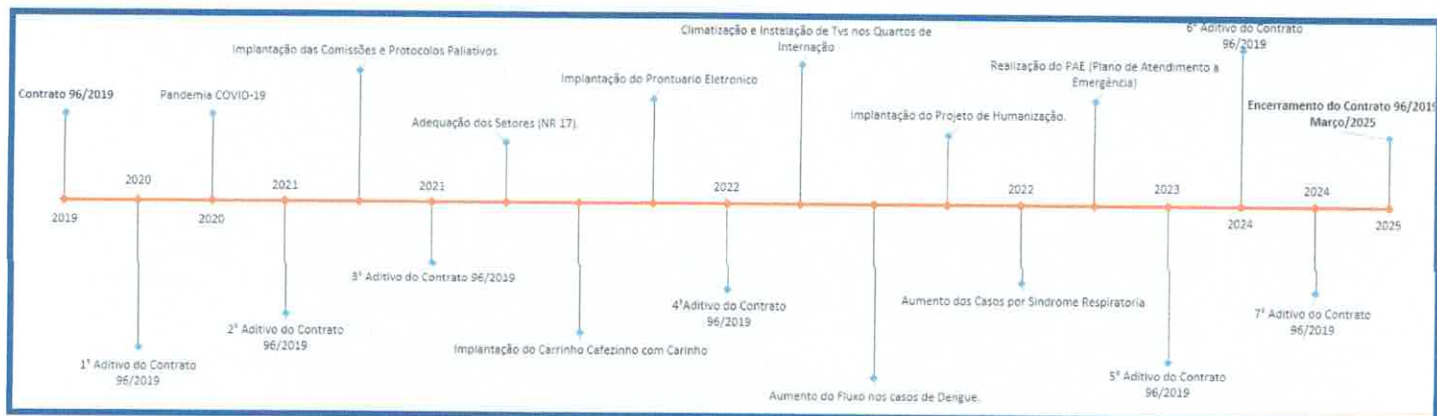 Contrato 96/2019
Pandemia COVID-19
Implantação das Comissões e Protocolos Paliativos.
Adequação dos Setores (NR 17).
Implantação do Prontuario Eletronico
Climatização e Instalação de Tvs nos Quartos de
Internação
Implantação do Projeto de Humanização.
Realização do PAE (Plano de Atendimento a
Emergência)
6° Aditivo do Contrato
96/2019
Encerramento do Contrato 96/2019
Março/2025
2020
2021
2021
2022
2022
2023
2024
2019
2020
2024
2025
1° Aditivo do Contrato
96/2019
2° Aditivo do Contrato
96/2019
3° Aditivo do Contrato 96/2019
Implantação do Carrinho Cafezinho com Carinho
4°Aditivo do Contrato
96/2019
Aumento do Fluxo nos casos de Dengue.
Aumento dos Casos por Sindrome Respiratoria
5° Aditivo do Contrato
96/2019
7° Aditivo do Contrato
96/2019